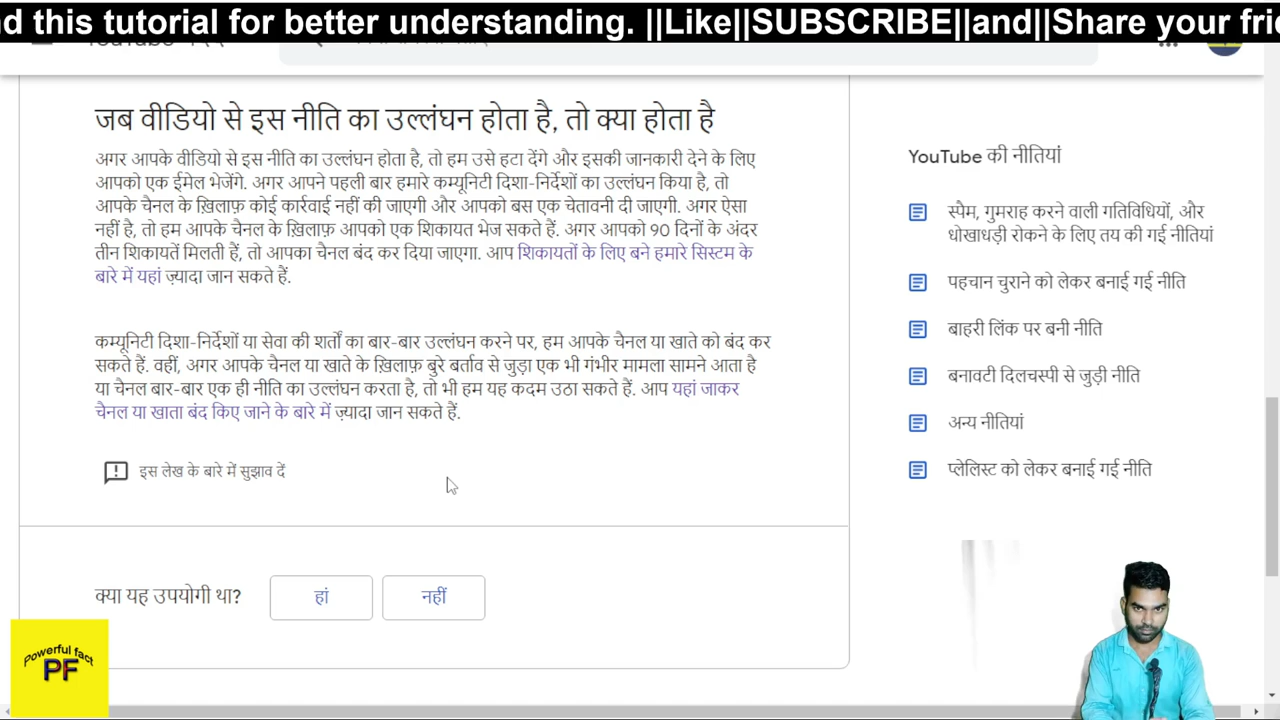 nd this tutorial for better understanding. ||Like||SUBSCRIBE||and||Share your frie
जब वीडियो से इस नीति का उल्लंघन होता है, तो क्या होता है
अगर आपके वीडियो से इस नीति का उल्लंघन होता है, तो हम उसे हटा देंगे और इसकी जानकारी देने के लिए
आपको एक ईमेल भेजेंगे. अगर आपने पहली बार हमारे कम्यूनिटी दिशा-निर्देशों का उल्लंघन किया है, तो
आपके चैनल के ख़िलाफ़ कोई कार्रवाई नहीं की जाएगी और आपको बस एक चेतावनी दी जाएगी. अगर ऐसा
नहीं है, तो हम आपके चैनल के ख़िलाफ़ आपको एक शिकायत भेज सकते हैं. अगर आपको 90 दिनों के अंदर
तीन शिकायतें मिलती हैं, तो आपका चैनल बंद कर दिया जाएगा. आप शिकायतों के लिए बने हमारे सिस्टम के
बारे में यहां ज़्यादा जान सकते हैं.
कम्यूनिटी दिशा-निर्देशों या सेवा की शर्तों का बार-बार उल्लंघन करने पर, हम आपके चैनल या खाते को बंद कर
सकते हैं. वहीं, अगर आपके चैनल या खाते के ख़िलाफ़ बुरे बर्ताव से जुड़ा एक भी गंभीर मामला सामने आता है
या चैनल बार-बार एक ही नीति का उल्लंघन करता है, तो भी हम यह कदम उठा सकते हैं. आप यहां जाकर
चैनल या खाता बंद किए जाने के बारे में ज़्यादा जान सकते हैं.
इस लेख के बारे में सुझाव दें
क्या यह उपयोगी था?
हां
नहीं
YouTube की नीतियां
स्पैम, गुमराह करने वाली गतिविधियों, और
धोखाधड़ी रोकने के लिए तय की गई नीतियां
पहचान चुराने को लेकर बनाई गई नीति
बाहरी लिंक पर बनी नीति
बनावटी दिलचस्पी से जुड़ी नीति
अन्य नीतियां
प्लेलिस्ट को लेकर बनाई गई नीति
Powerful fact
PF